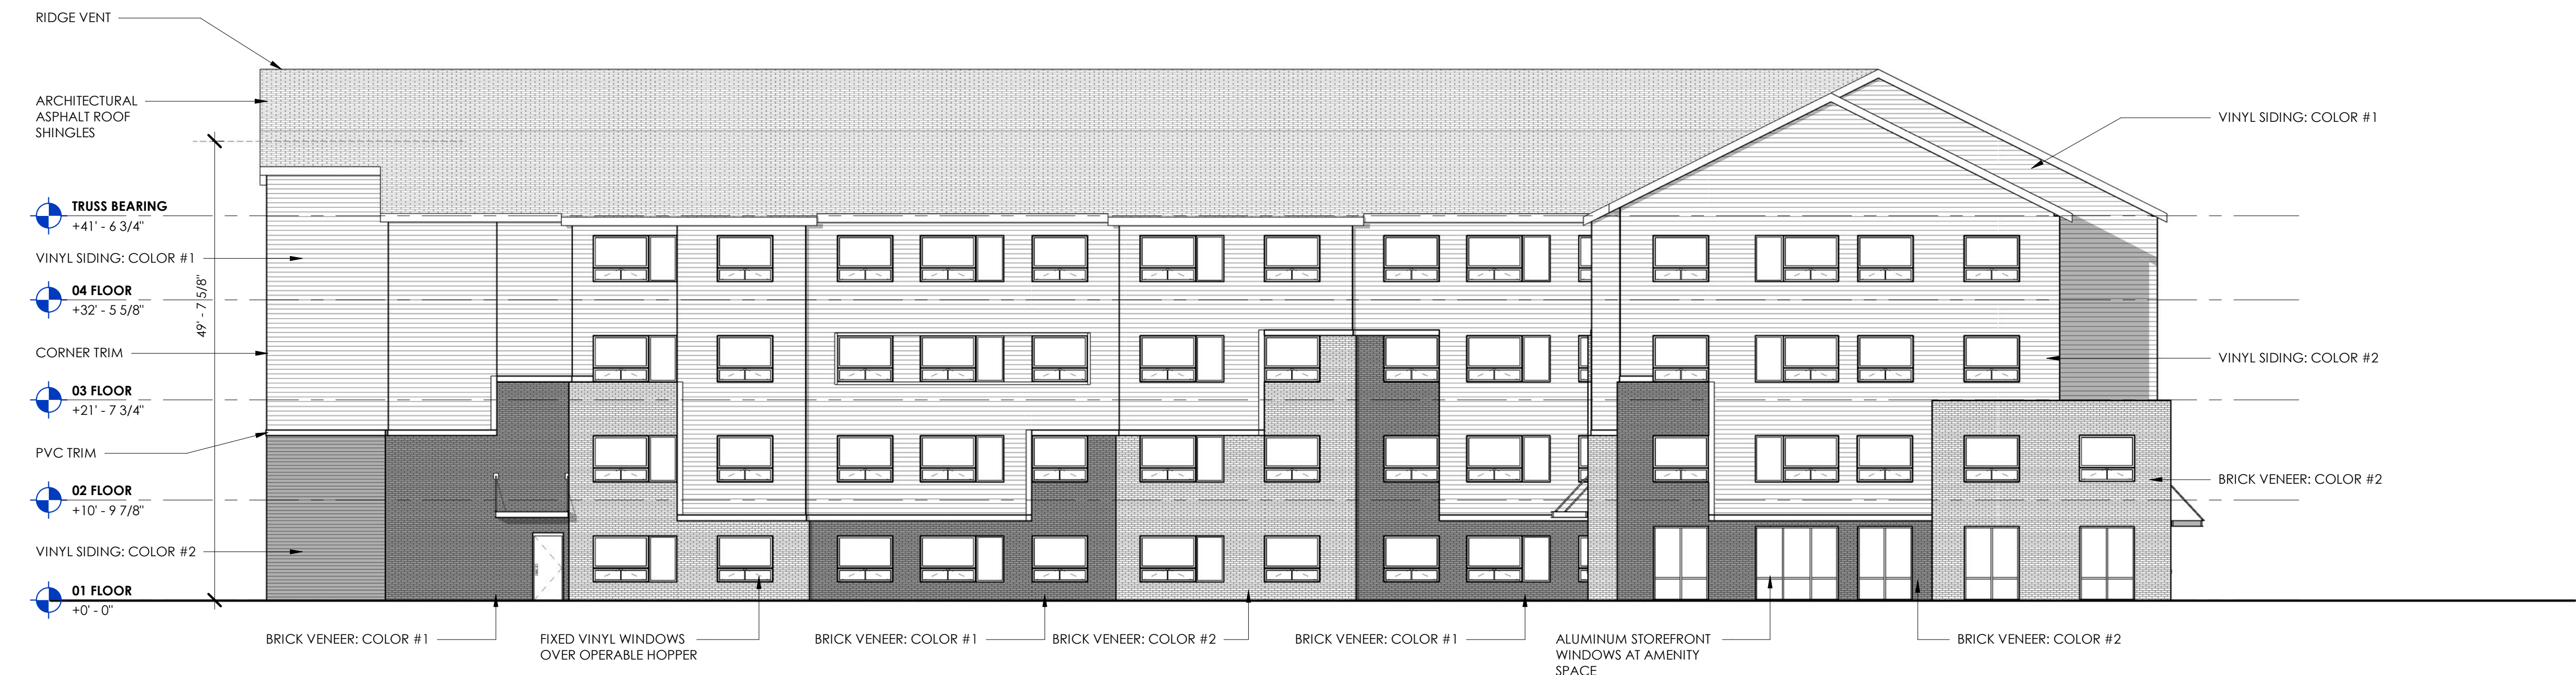 RIDGE VENT
ARCHITECTURAL
ASPHALT ROOF
SHINGLES
TRUSS BEARING
+41' - 6 3/4"
VINYL SIDING: COLOR #1
04 FLOOR
+32' - 5 5/8"
49' - 7 5/8"
CORNER TRIM
03 FLOOR
+21' - 7 3/4"
PVC TRIM
02 FLOOR
+10' - 9 7/8"
VINYL SIDING: COLOR #2
01 FLOOR
+0' - 0"
VINYL SIDING: COLOR #1
VINYL SIDING: COLOR #2
BRICK VENEER: COLOR #2
BRICK VENEER: COLOR #1
FIXED VINYL WINDOWS
OVER OPERABLE HOPPER
BRICK VENEER: COLOR #1
BRICK VENEER: COLOR #2
BRICK VENEER: COLOR #1
ALUMINUM STOREFRONT
WINDOWS AT AMENITY
SPACE
BRICK VENEER: COLOR #2